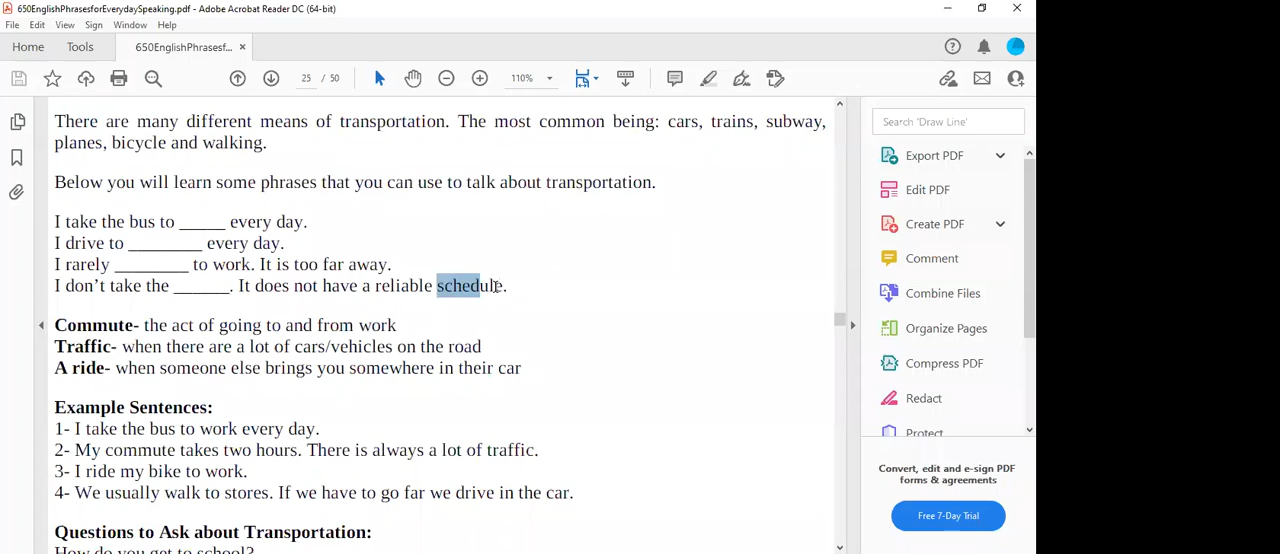 650EnglishPhrasesforEverydaySpeaking.pdf - Adobe Acrobat Reader DC (64-bit)
File Edit View Sign Window Help
Home Tools 650EnglishPhrasesf... ×
25 / 50 110%
There are many different means of transportation. The most common being: cars, trains, subway,
planes, bicycle and walking.
Below you will learn some phrases that you can use to talk about transportation.
I take the bus to _____ every day.
I drive to ________ every day.
I rarely ________ to work. It is too far away.
I don’t take the ______. It does not have a reliable schedule.
Commute- the act of going to and from work
Traffic- when there are a lot of cars/vehicles on the road
A ride- when someone else brings you somewhere in their car
Example Sentences:
1- I take the bus to work every day.
2- My commute takes two hours. There is always a lot of traffic.
3- I ride my bike to work.
4- We usually walk to stores. If we have to go far we drive in the car.
Questions to Ask about Transportation:
How do you get to school?
Search 'Draw Line'
Export PDF
Edit PDF
Create PDF
Comment
Combine Files
Organize Pages
Compress PDF
Redact
Protect
Convert, edit and e-sign PDF
forms & agreements
Free 7-Day Trial